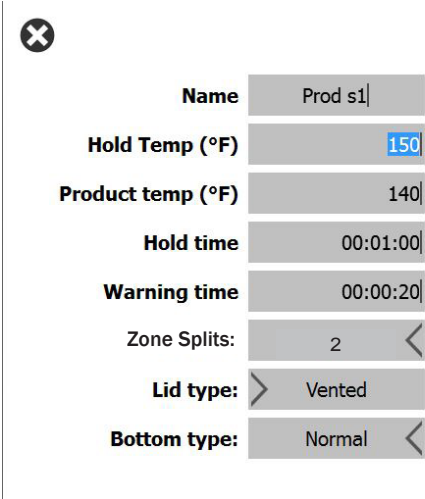 Name Prod s1
Hold Temp (°F) 150
Product temp (°F) 140
Hold time 00:01:00
Warning time 00:00:20
Zone Splits: 2
Lid type: Vented
Bottom type: Normal